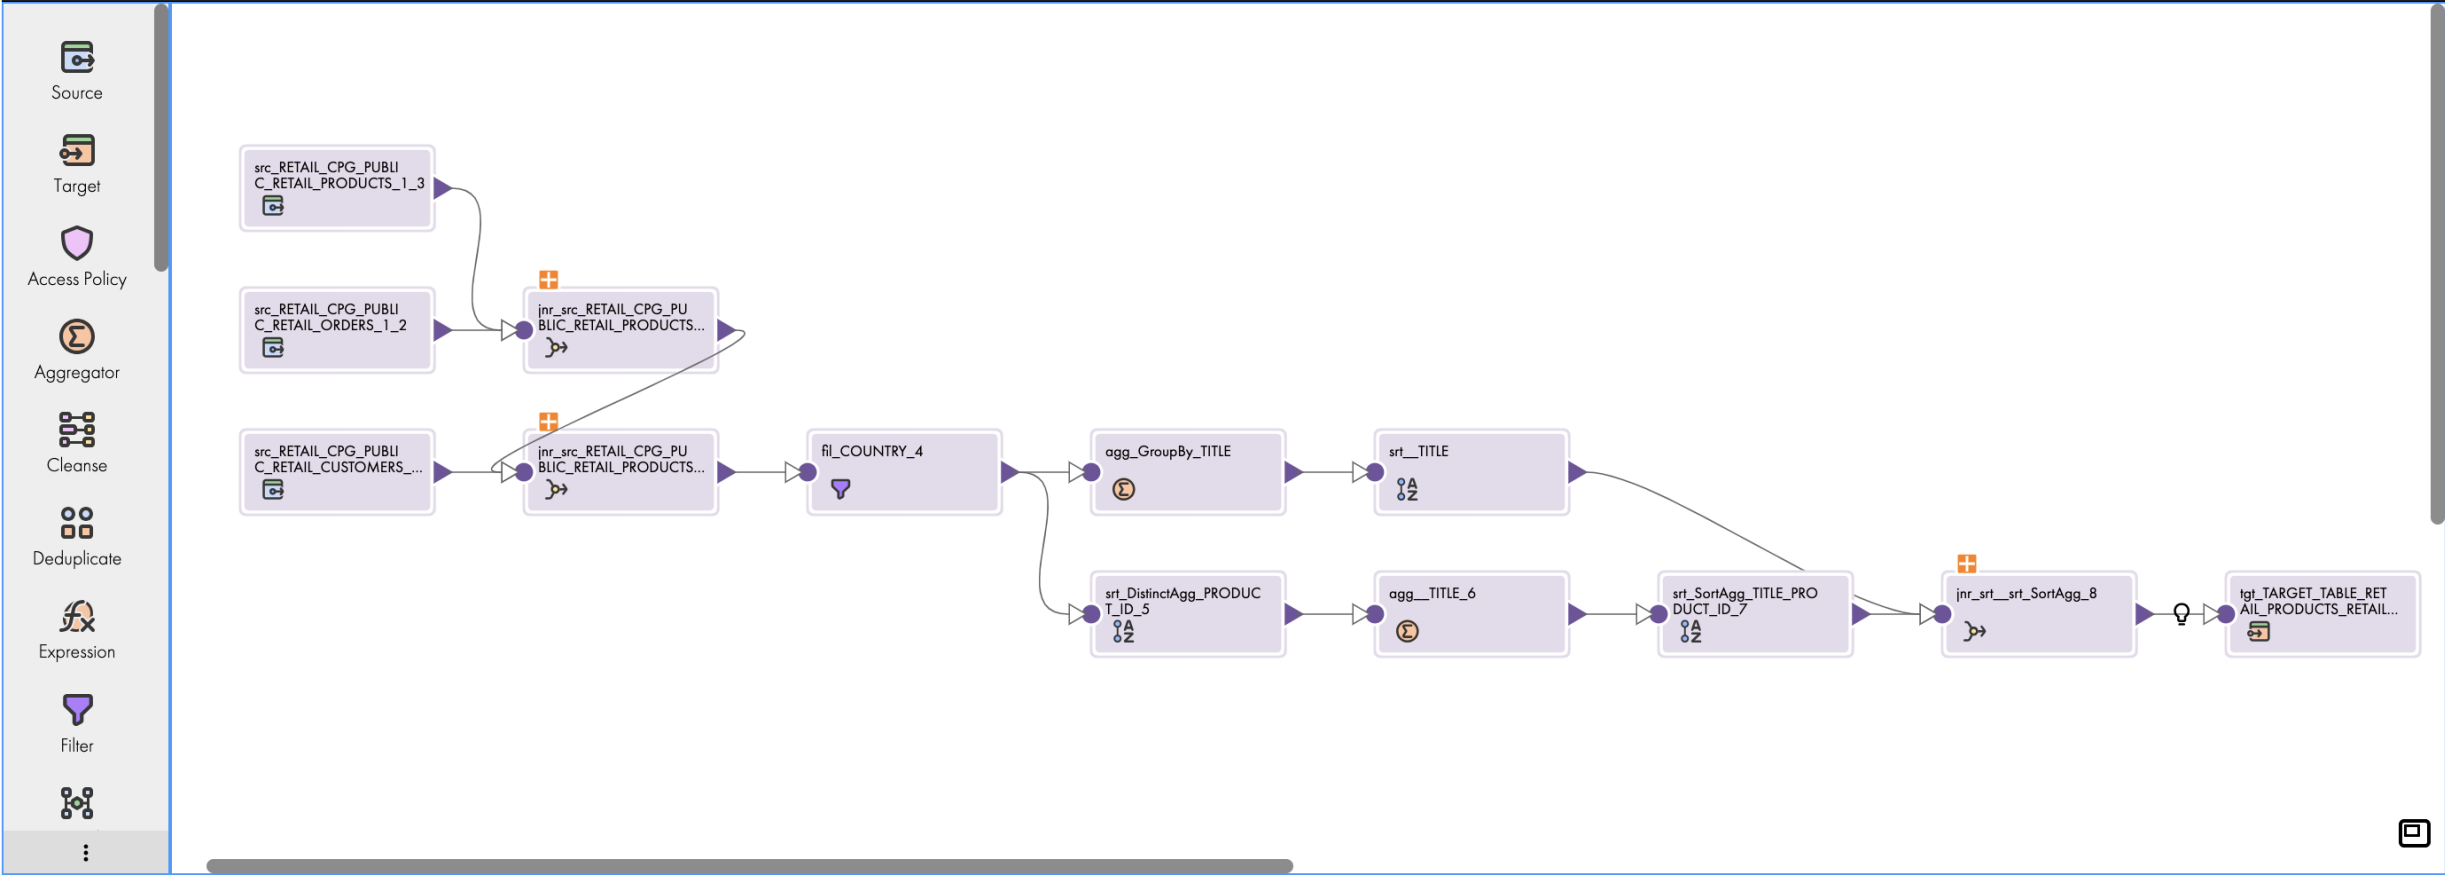 Source
Target
Access Policy
Aggregator
Cleanse
Deduplicate
Expression
Filter
src_RETAIL_CPG_PUBLI
C_RETAIL_PRODUCTS_1_3
src_RETAIL_CPG_PUBLI
C_RETAIL_ORDERS_1_2
jnr_src_RETAIL_CPG_PU
BLIC_RETAIL_PRODUCTS...
src_RETAIL_CPG_PUBLI
C_RETAIL_CUSTOMERS_...
jnr_src_RETAIL_CPG_PU
BLIC_RETAIL_PRODUCTS...
fil_COUNTRY_4
agg_GroupBy_TITLE
srt__TITLE
srt_DistinctAgg_PRODUC
T_ID_5
agg__TITLE_6
srt_SortAgg_TITLE_PRO
DUCT_ID_7
jnr_srt__srt_SortAgg_8
tgt_TARGET_TABLE_RET
AIL_PRODUCTS_RETAIL...